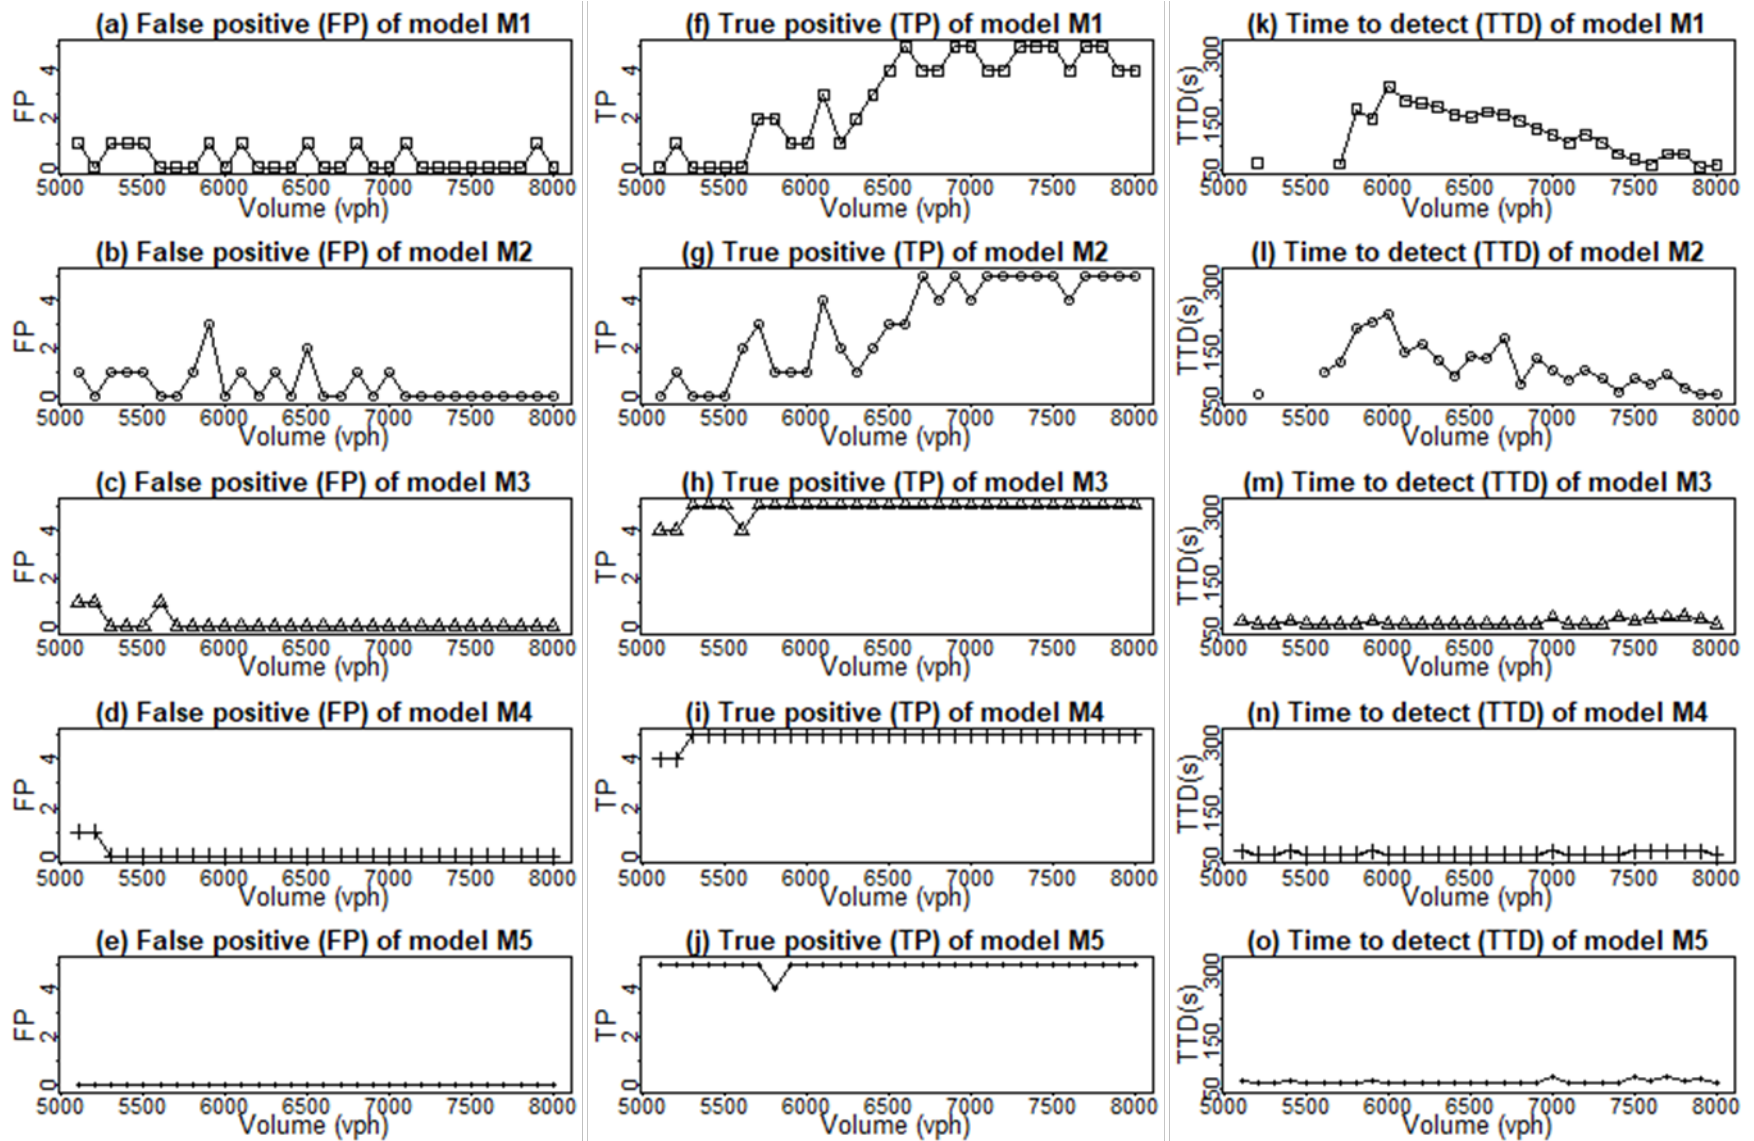 (a) False positive (FP) of model M1
FP
0 2 4
5000 5500 6000 6500 7000 7500 8000
Volume (vph)
(f) True positive (TP) of model M1
TP
0 2 4
5000 5500 6000 6500 7000 7500 8000
Volume (vph)
(k) Time to detect (TTD) of model M1
TTD(s)
50 150 300
5000 5500 6000 6500 7000 7500 8000
Volume (vph)
(b) False positive (FP) of model M2
FP
0 2 4
5000 5500 6000 6500 7000 7500 8000
Volume (vph)
(g) True positive (TP) of model M2
TP
0 2 4
5000 5500 6000 6500 7000 7500 8000
Volume (vph)
(l) Time to detect (TTD) of model M2
TTD(s)
50 150 300
5000 5500 6000 6500 7000 7500 8000
Volume (vph)
(c) False positive (FP) of model M3
FP
0 2 4
5000 5500 6000 6500 7000 7500 8000
Volume (vph)
(h) True positive (TP) of model M3
TP
0 2 4
5000 5500 6000 6500 7000 7500 8000
Volume (vph)
(m) Time to detect (TTD) of model M3
TTD(s)
50 150 300
5000 5500 6000 6500 7000 7500 8000
Volume (vph)
(d) False positive (FP) of model M4
FP
0 2 4
5000 5500 6000 6500 7000 7500 8000
Volume (vph)
(i) True positive (TP) of model M4
TP
0 2 4
5000 5500 6000 6500 7000 7500 8000
Volume (vph)
(n) Time to detect (TTD) of model M4
TTD(s)
50 150 300
5000 5500 6000 6500 7000 7500 8000
Volume (vph)
(e) False positive (FP) of model M5
FP
0 2 4
5000 5500 6000 6500 7000 7500 8000
Volume (vph)
(j) True positive (TP) of model M5
TP
0 2 4
5000 5500 6000 6500 7000 7500 8000
Volume (vph)
(o) Time to detect (TTD) of model M5
TTD(s)
50 150 300
5000 5500 6000 6500 7000 7500 8000
Volume (vph)